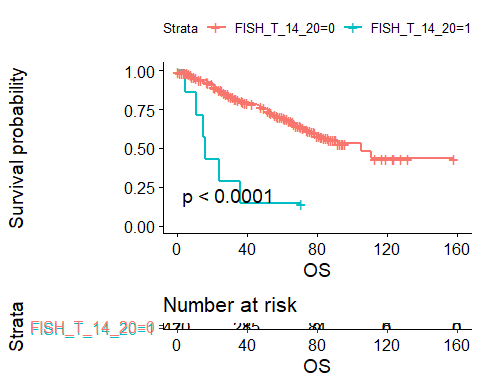 Strata FISH_T_14_20=0 FISH_T_14_20=1
Survival probability
1.00
0.75
0.50
0.25
0.00
p < 0.0001
0 40 80 120 160
OS
Number at risk
Strata
0 40 80 120 160
OS